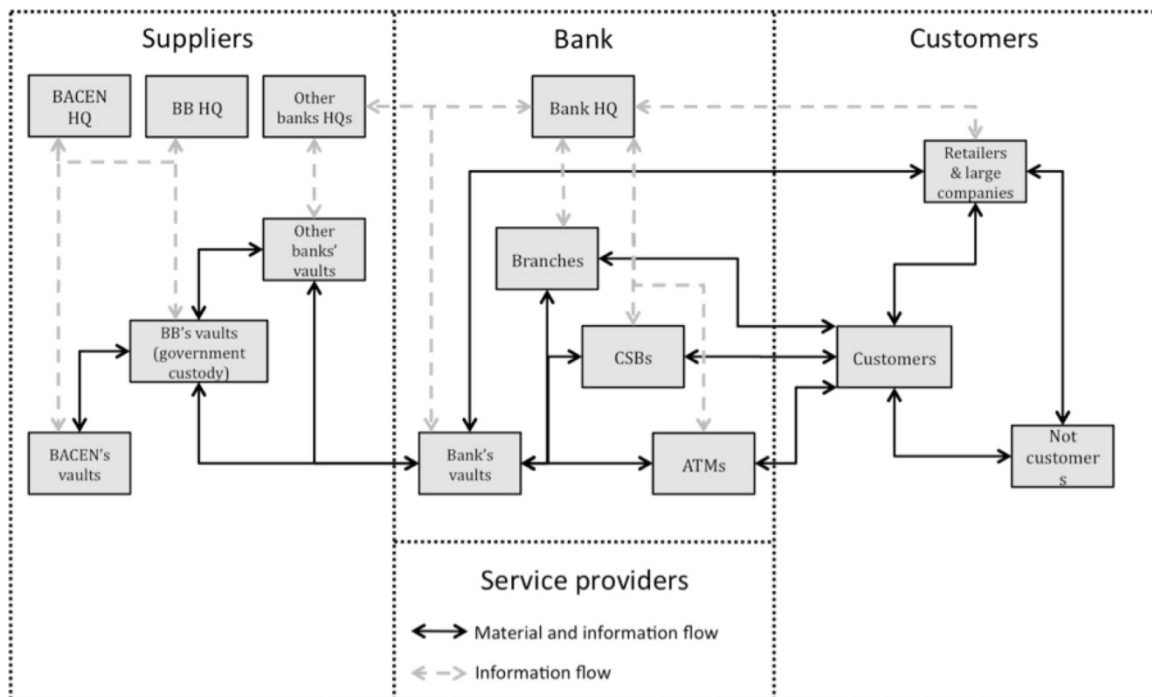 Suppliers
Bank
Customers
BACEN
HQ
BB HQ
Other
banks HQs
Bank HQ
Retailers
& large
companies
Other
banks'
vaults
Branches
BB's vaults
(government
custody)
CSBs
Customers
BACEN's
vaults
Bank's
vaults
ATMs
Not
customer
s
Service providers
Material and information flow
Information flow